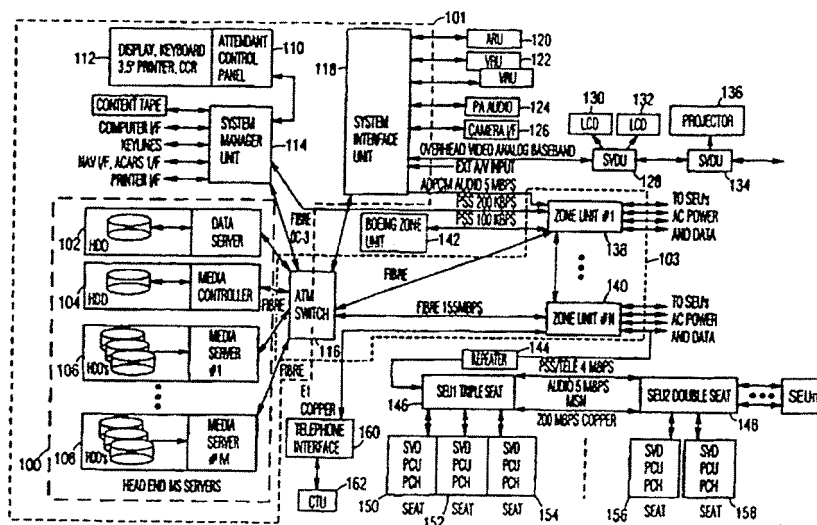 101
112
DISPLAY, KEYBOARD
3.5" PRINTER, CCR
ATTENDANT
CONTROL
PANEL
110
118
SYSTEM
INTERFACE
UNIT
ARU
120
VRU
122
VRU
PA AUDIO
124
CAMERA I/F
126
CONTENT TAPE
COMPUTER I/F
KEYLINES
NAV I/F, ACARS I/F
PRINTER I/F
SYSTEM
MANAGER
UNIT
114
130
132
LCD
LCD
136
PROJECTOR
OVERHEAD VIDEO ANALOG BASEBAND
EXT A/V INPUT
SVDU
128
SVDU
134
ADPCM AUDIO 5 MBPS
PSS 200 KBPS
PSS 100 KBPS
FIBRE
OC-3
BOEING ZONE
UNIT
142
ZONE UNIT #1
138
TO SEU's
AC POWER
AND DATA
103
102
HDD
DATA
SERVER
104
HDD
MEDIA
CONTROLLER
FIBRE
ATM
SWITCH
116
FIBRE
FIBRE 155MBPS
140
ZONE UNIT #N
TO SEU's
AC POWER
AND DATA
106
HDD's
MEDIA
SERVER
#1
FIBRE
144
REPEATER
PSS/TELE 4 MBPS
AUDIO 5 MBPS
MSM
200 MBPS COPPER
146
SEU1 TRIPLE SEAT
SEU2 DOUBLE SEAT
148
SEUn
E1
COPPER
TELEPHONE
INTERFACE
160
CTU
162
108
HDD's
MEDIA
SERVER
#M
100
HEAD END MS SERVERS
150
SVD
PCU
PCH
SVD
PCU
PCH
SVD
PCU
PCH
SEAT
152
SEAT
SEAT
154
156
SVD
PCU
PCH
SVD
PCU
PCH
158
SEAT
SEAT